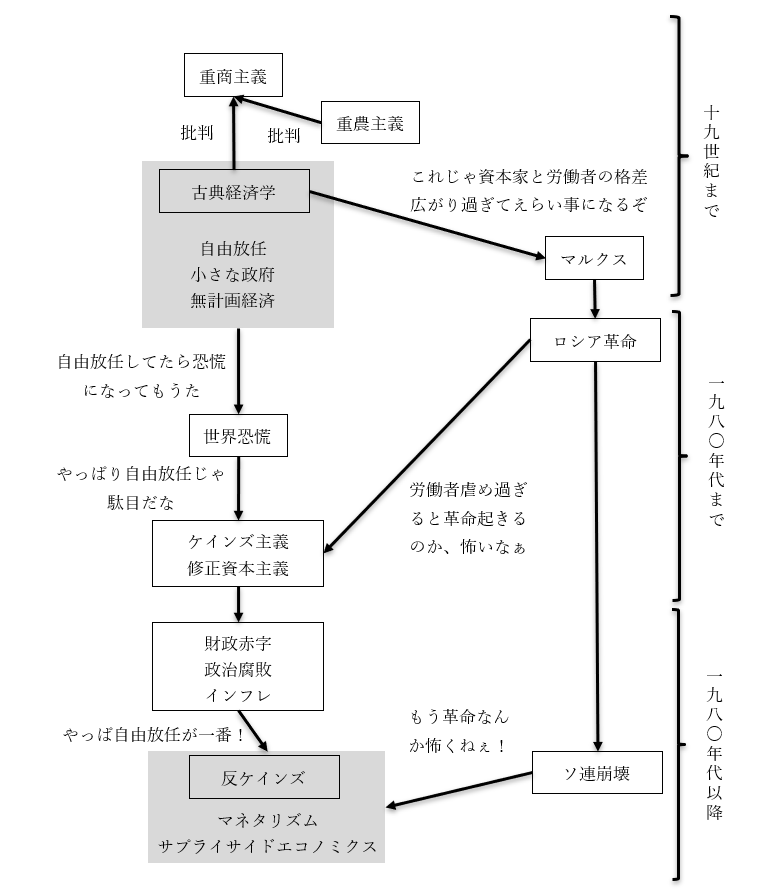 重商主義
重農主義
批判
批判
古典経済学
自由放任
小さな政府
無計画経済
これじゃ資本家と労働者の格差
広がり過ぎてえらい事になるぞ
マルクス
十九世紀まで
ロシア革命
自由放任してたら恐慌
になってもうた
世界恐慌
やっぱり自由放任じゃ
駄目だな
労働者虐め過ぎ
ると革命起きる
のか、怖いなぁ
ケインズ主義
修正資本主義
一九八〇年代まで
財政赤字
政治腐敗
インフレ
やっぱ自由放任が一番！
もう革命なん
か怖くねぇ！
ソ連崩壊
反ケインズ
マネタリズム
サプライサイドエコノミクス
一九八〇年代以降